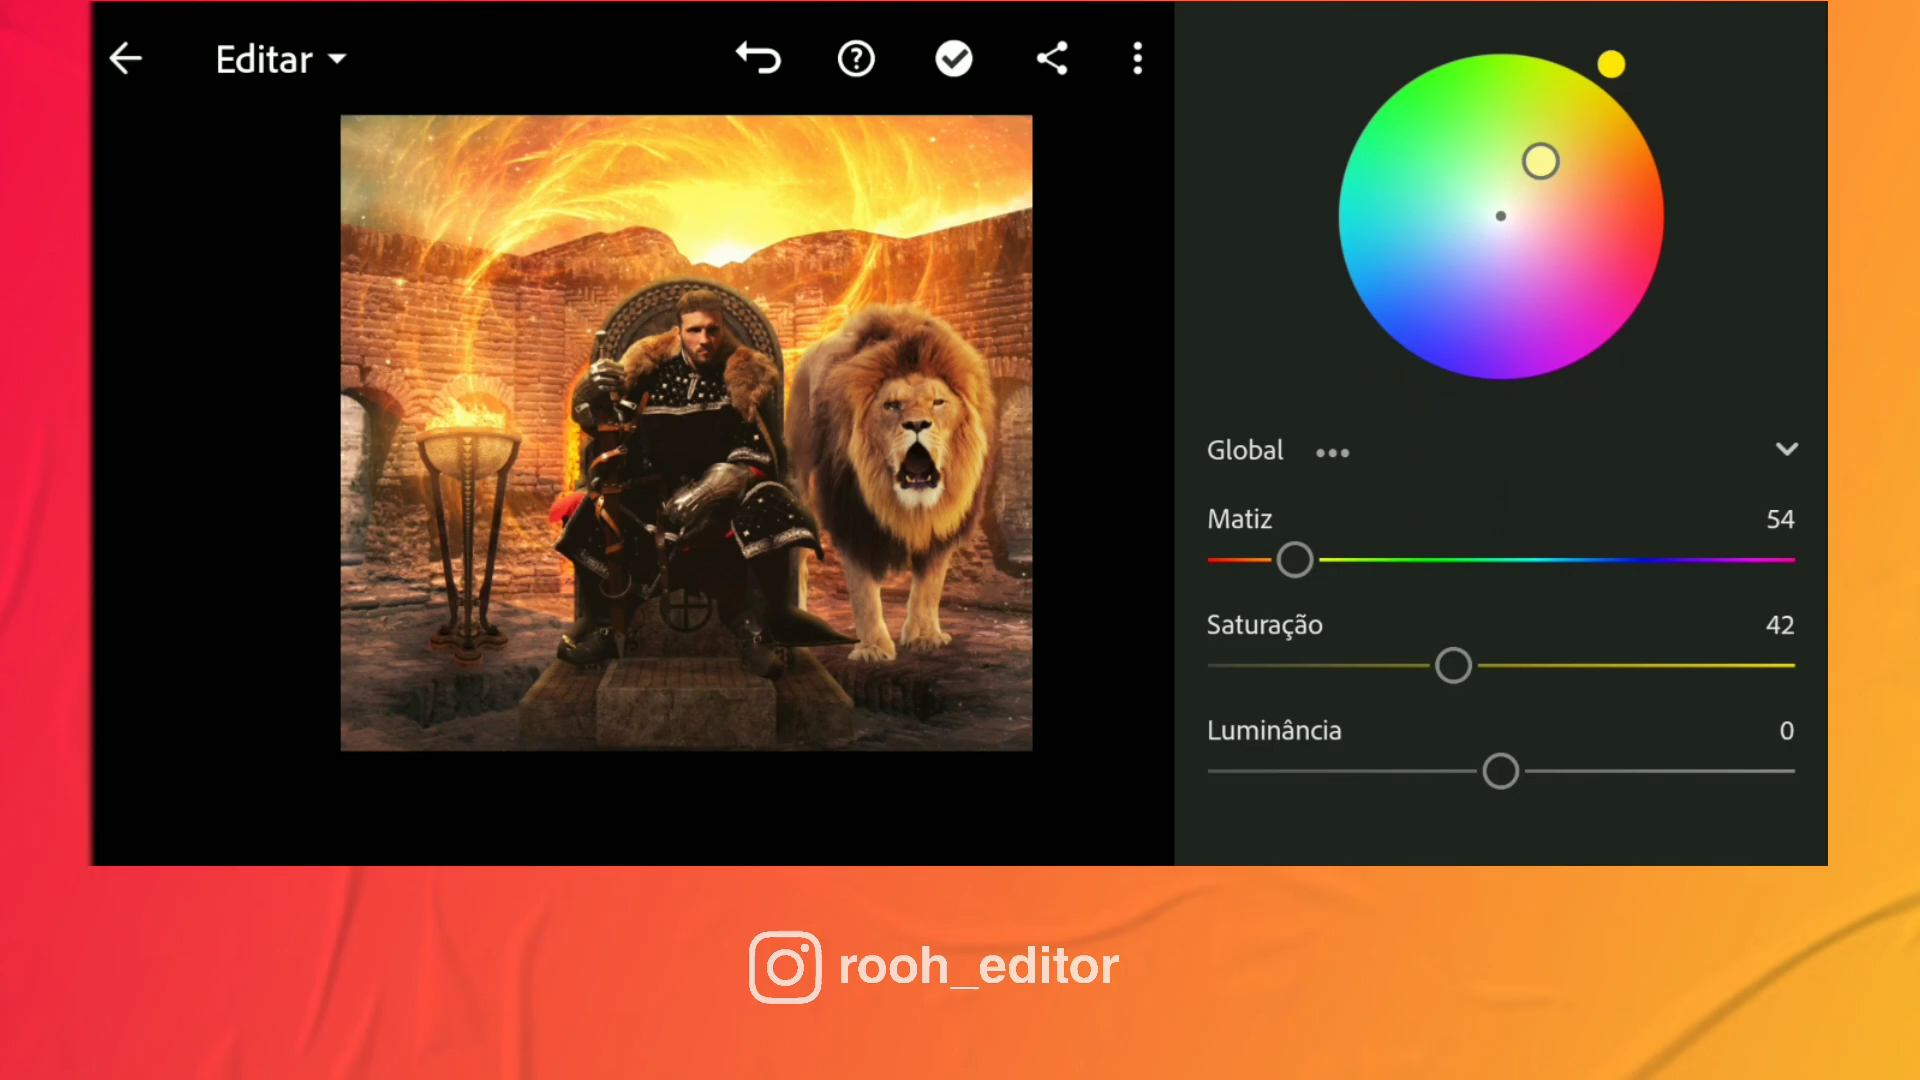 Editar
Global
Matiz 54
Saturação 42
Luminância 0
rooh_editor